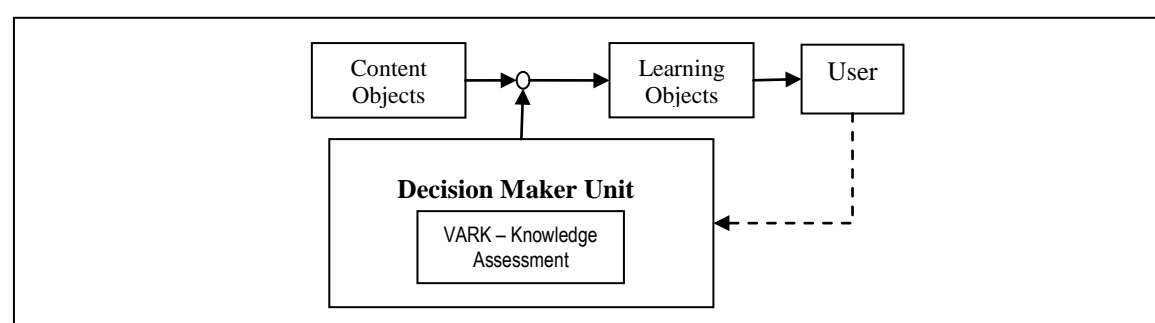 Content
Objects
Learning
Objects
User
Decision Maker Unit
VARK – Knowledge
Assessment